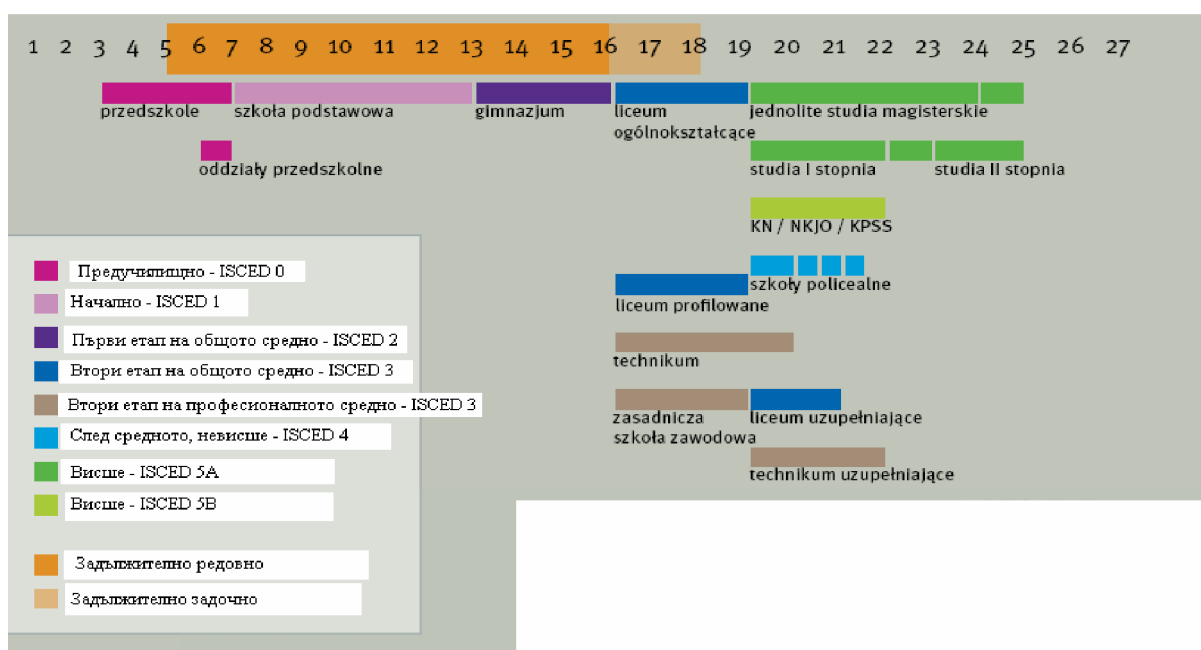 1 2 3 4 5 6 7 8 9 10 11 12 13 14 15 16 17 18 19 20 21 22 23 24 25 26 27
przedszkole szkoła podstawowa gimnazjum liceum jednolite studia magisterskie
ogólnokształcące
oddziały przedszkolne studia I stopnia studia II stopnia
KN / NKJO / KPSS
szkoły policealne
liceum profilowane
technikum
zasadnicza liceum uzupełniające
szkoła zawodowa
technikum uzupełniające
Предучилищно - ISCED 0
Начално - ISCED 1
Първи етап на общото средно - ISCED 2
Втори етап на общото средно - ISCED 3
Втори етап на професионалното средно - ISCED 3
След средното, невисше - ISCED 4
Висше - ISCED 5A
Висше - ISCED 5B
Задължително редовно
Задължително задочно